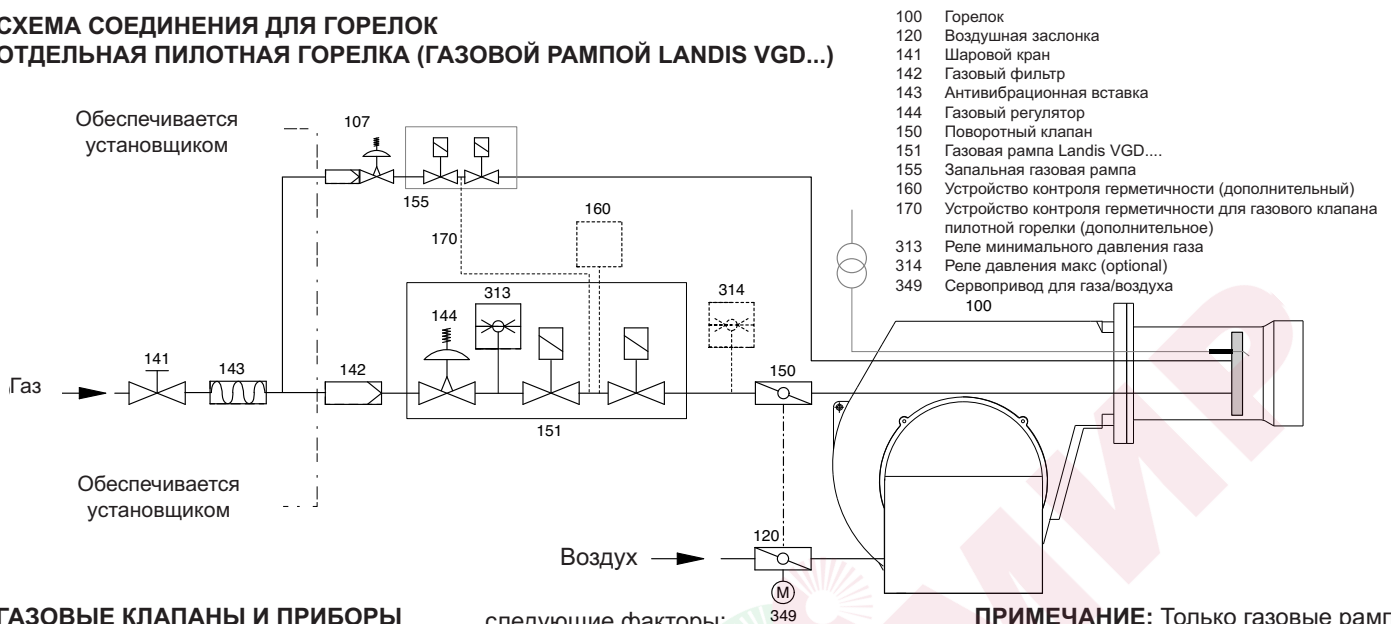 СХЕМА СОЕДИНЕНИЯ ДЛЯ ГОРЕЛОК
ОТДЕЛЬНАЯ ПИЛОТНАЯ ГОРЕЛКА (ГАЗОВОЙ РАМПОЙ LANDIS VGD...)
100 Горелок
120 Воздушная заслонка
141 Шаровой кран
142 Газовый фильтр
143 Антивибрационная вставка
144 Газовый регулятор
150 Поворотный клапан
151 Газовая рампа Landis VGD....
155 Запальная газовая рампа
160 Устройство контроля герметичности (дополнительный)
170 Устройство контроля герметичности для газового клапана
пилотной горелки (дополнительное)
313 Реле минимального давления газа
314 Реле давления макс (optional)
349 Сервопривод для газа/воздуха
Обеспечивается
установщиком
107
155
160
170
313
314
100
144
141
143
142
150
Газ
151
Обеспечивается
установщиком
120
Воздух
M
349
ГАЗОВЫЕ КЛАПАНЫ И ПРИБОРЫ
следующие факторы:
ПРИМЕЧАНИЕ: Только газовые рамп
МИР